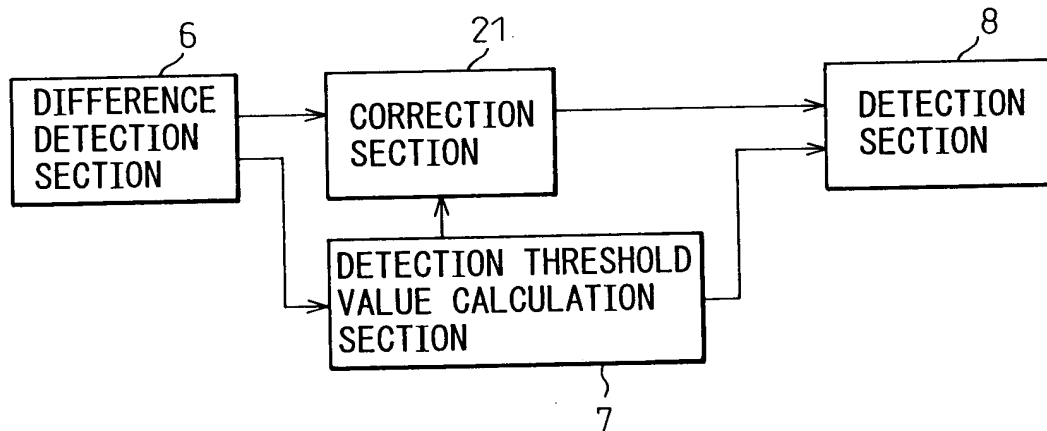 6
DIFFERENCE
DETECTION
SECTION
21
CORRECTION
SECTION
8
DETECTION
SECTION
DETECTION THRESHOLD
VALUE CALCULATION
SECTION
7